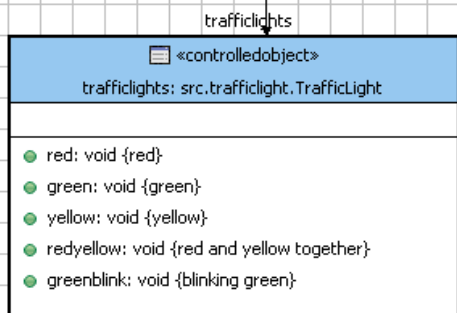 trafficlights
«controlledobject»
trafficlights: src.trafficlight.TrafficLight
red: void {red}
green: void {green}
yellow: void {yellow}
redyellow: void {red and yellow together}
greenblink: void {blinking green}